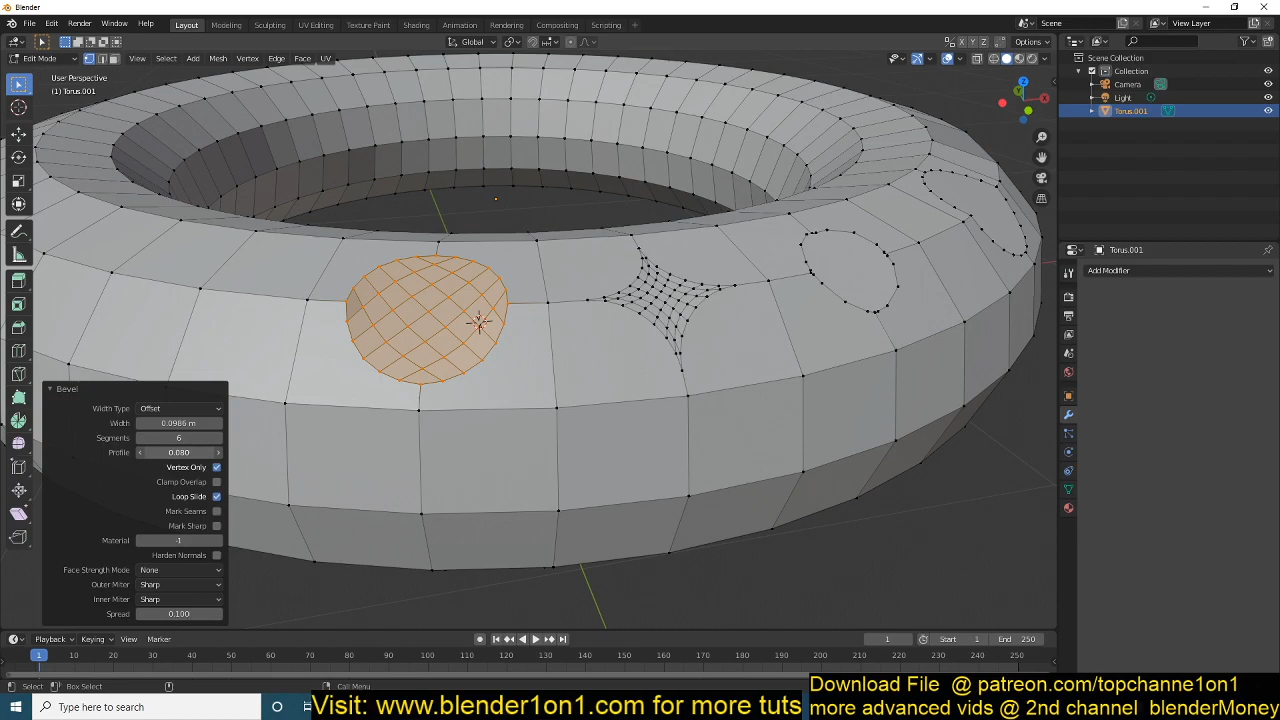 Blender
File Edit Render Window Help Layout Modeling Sculpting UV Editing Texture Paint Shading Animation Rendering Compositing Scripting Scene View Layer
Global Options
Edit Mode View Select Add Mesh Vertex Edge Face UV X Y Z
User Perspective
(1) Torus.001
Scene Collection
Collection
Camera
Light
Torus.001
Torus.001
Add Modifier
Bevel
Width Type Offset
Width 0.0986 m
Segments 6
Profile 0.080
Vertex Only
Clamp Overlap
Loop Slide
Mark Seams
Mark Sharp
Material -1
Harden Normals
Face Strength Mode None
Outer Miter Sharp
Inner Miter Sharp
Spread 0.100
Playback Keying View Marker 1 Start 1 End 250
1 10 20 30 40 50 60 70 80 90 100 110 120 130 140 150 160 170 180 190 200 210 220 230 240 250
Select Box Select Call Menu
Type here to search
Visit: www.blender1on1.com for more tuts
Download File @ patreon.com/topchanne1on1
more advanced vids @ 2nd channel blenderMoney